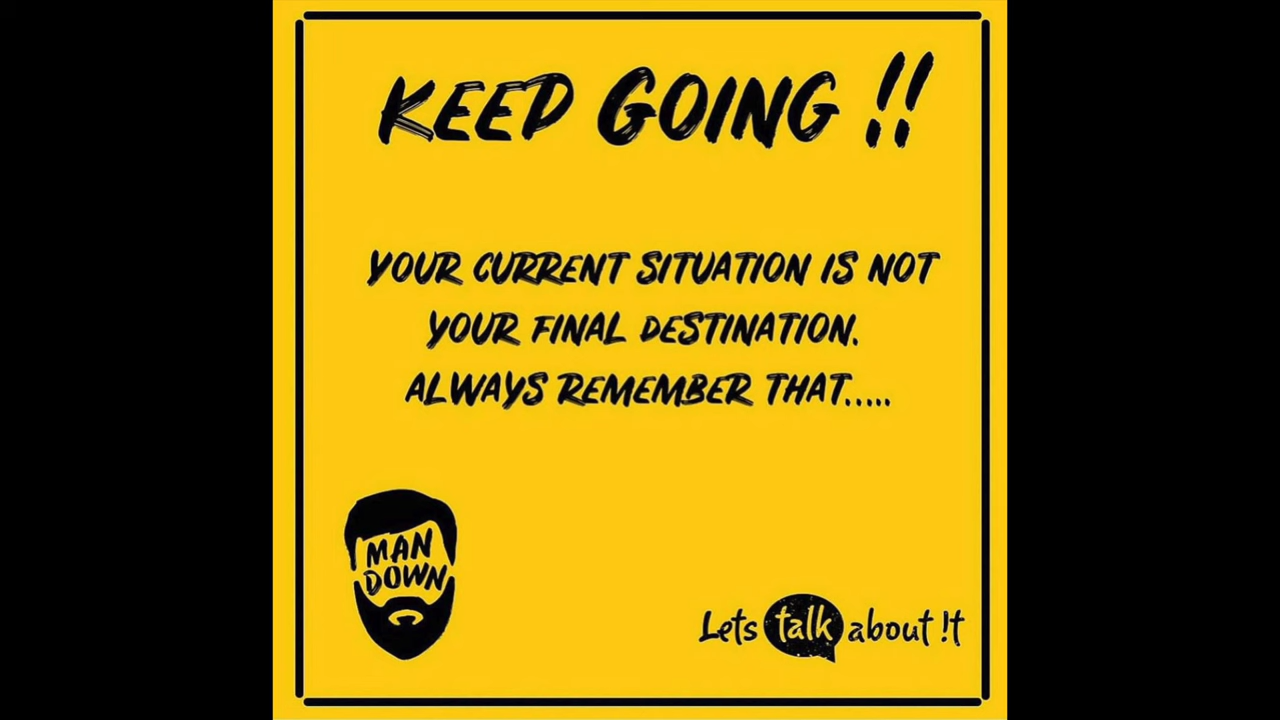 KEEP GOING !!
YOUR CURRENT SITUATION IS NOT
YOUR FINAL DESTINATION.
ALWAYS REMEMBER THAT.....
MAN
DOWN
Lets talk about !t